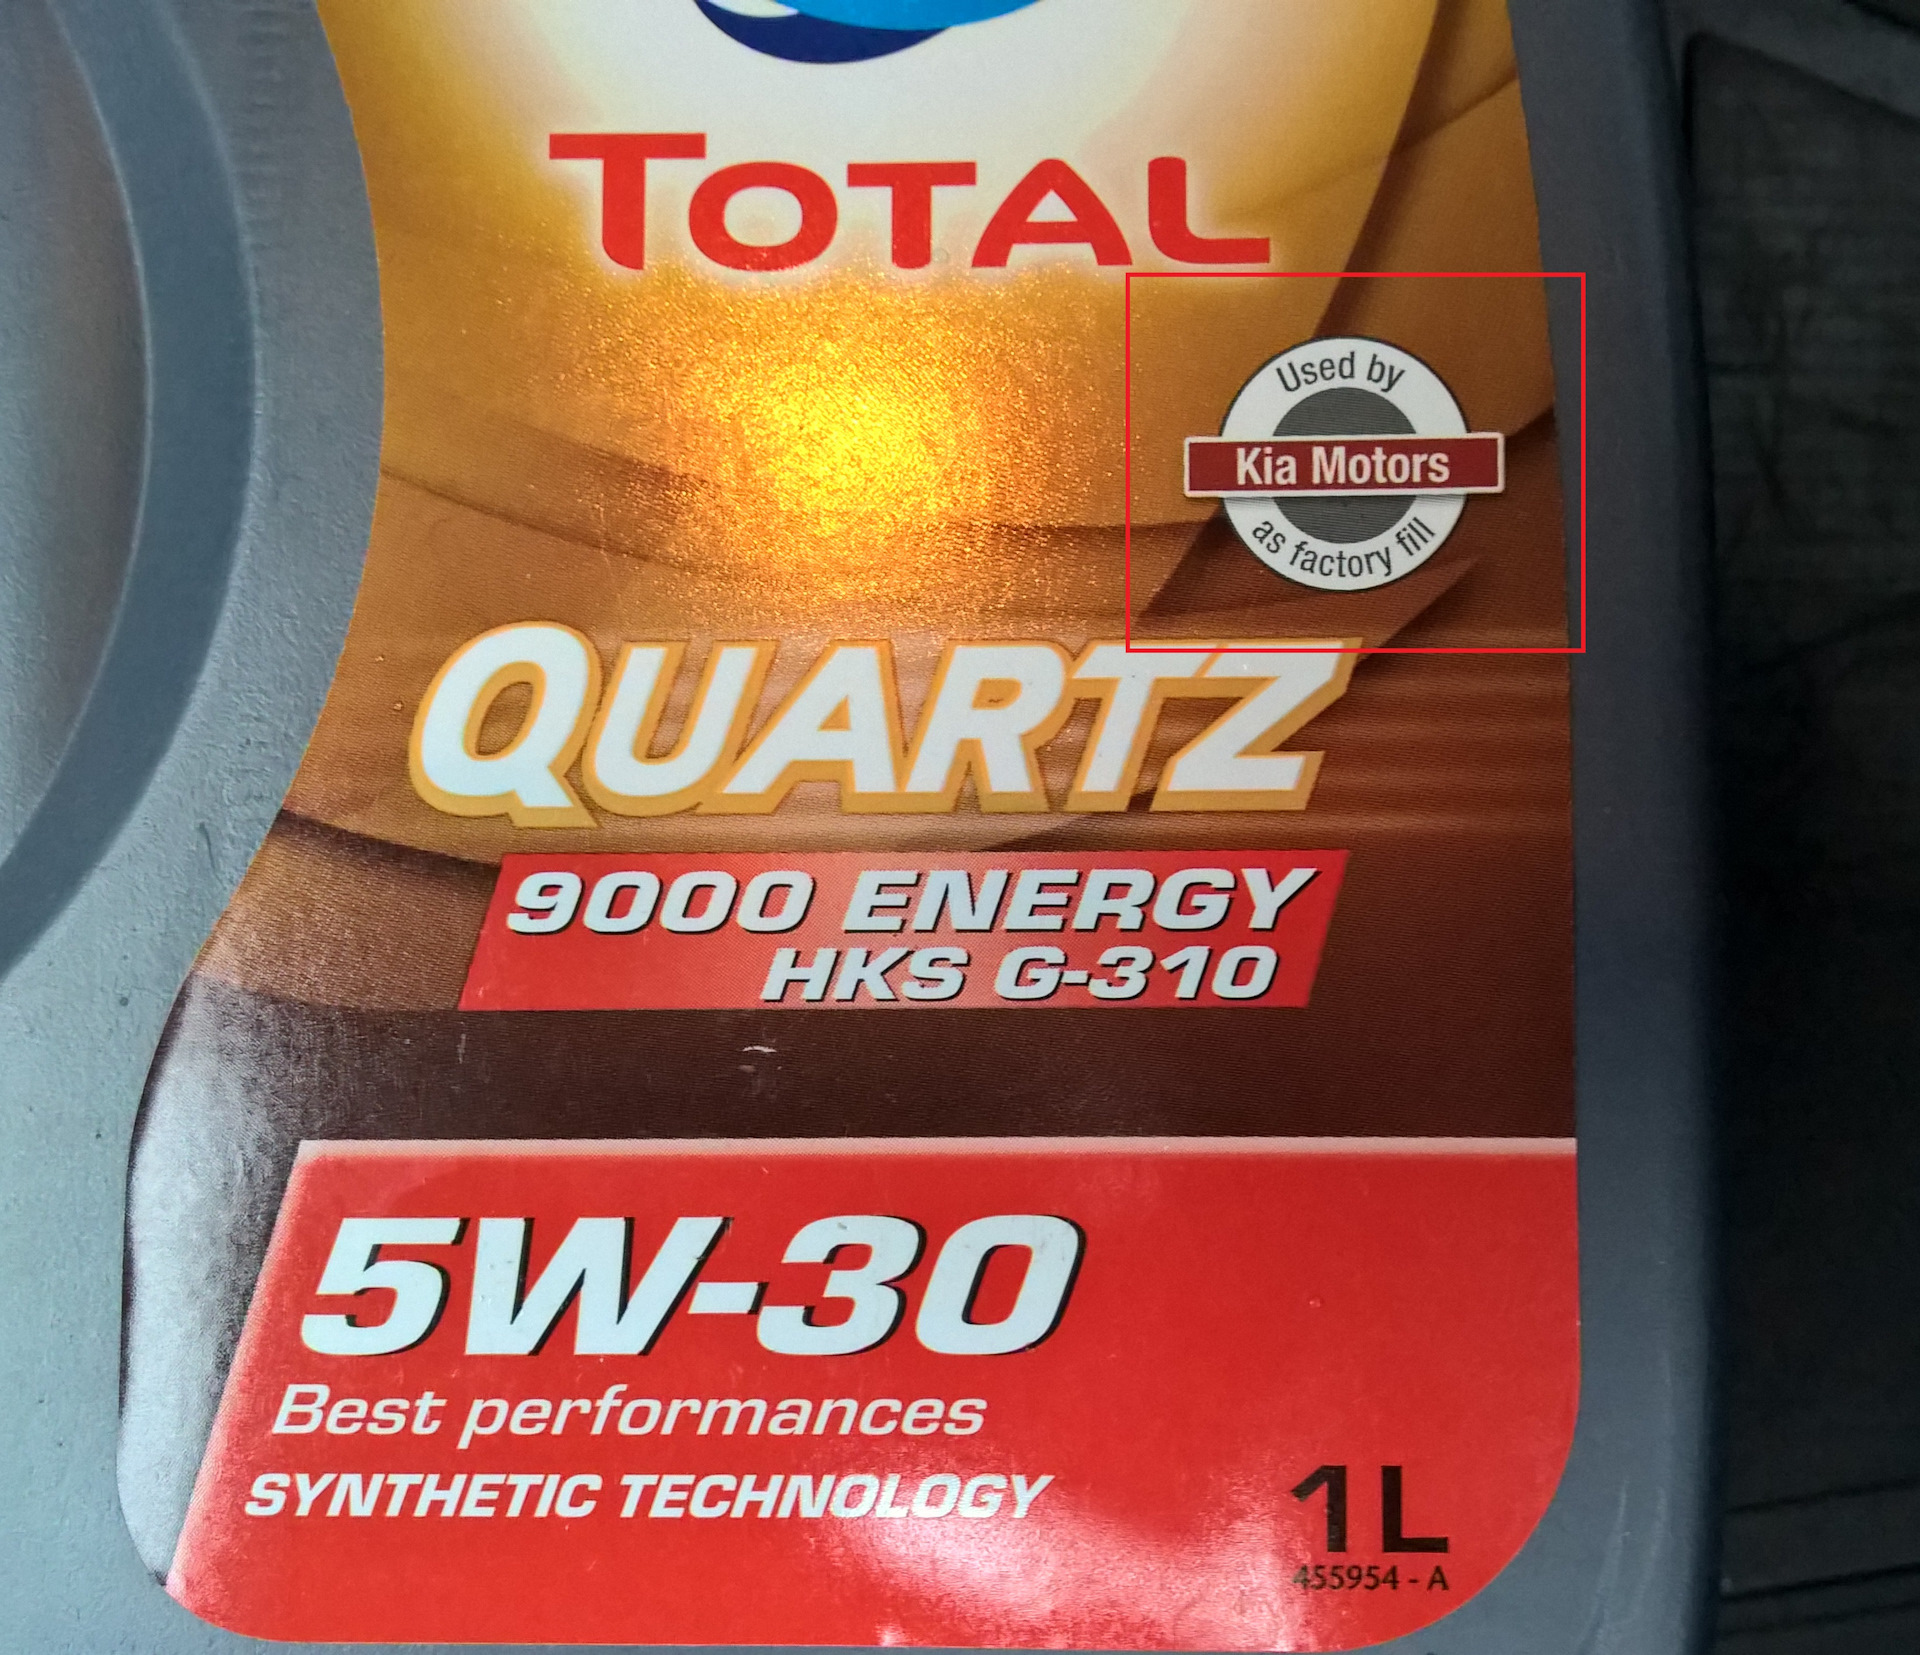 TOTAL
Used by
Kia Motors
as factory fill
QUARTZ
9000 ENERGY
HKS G-310
5W-30
Best performances
SYNTHETIC TECHNOLOGY
1L
455954 - A